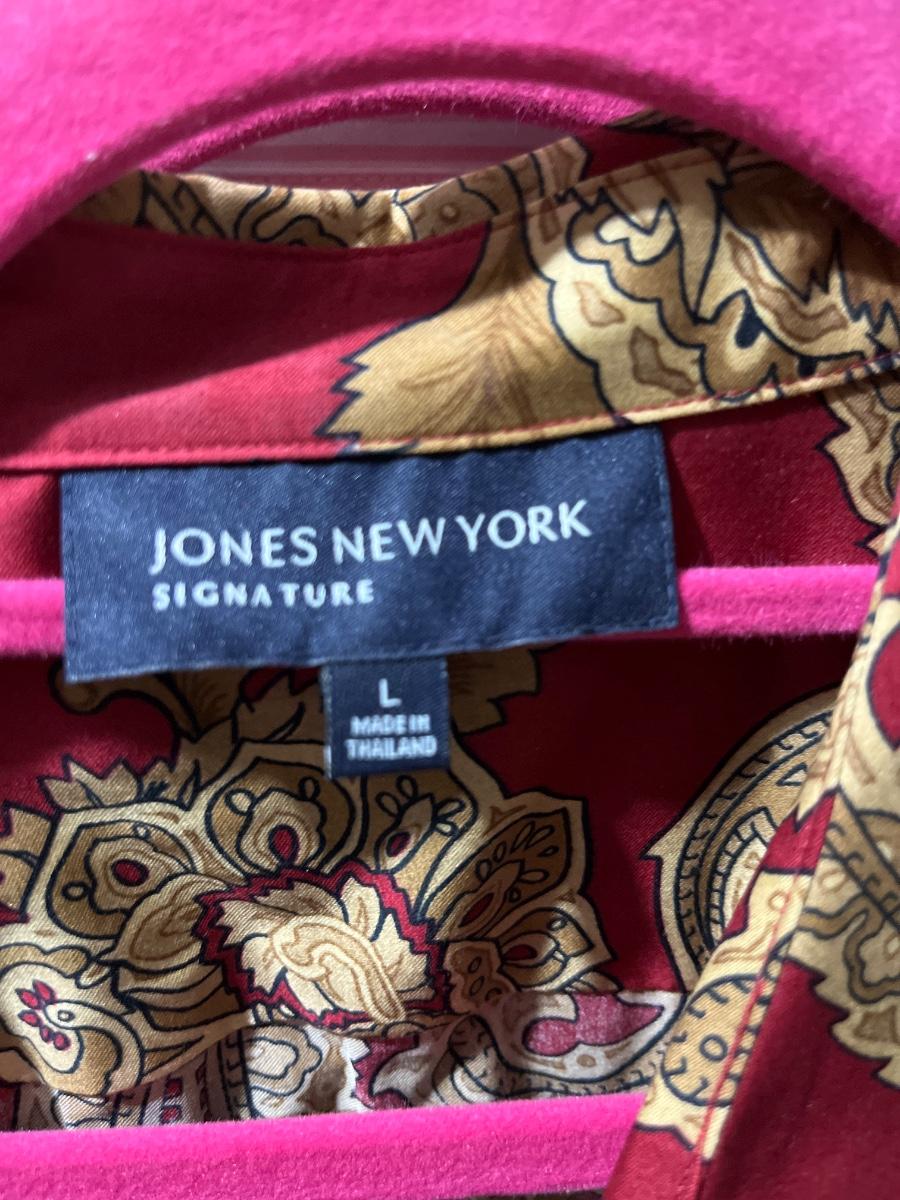 JONES NEW YORK
SIGNATURE
L
MADE IN
THAILAND